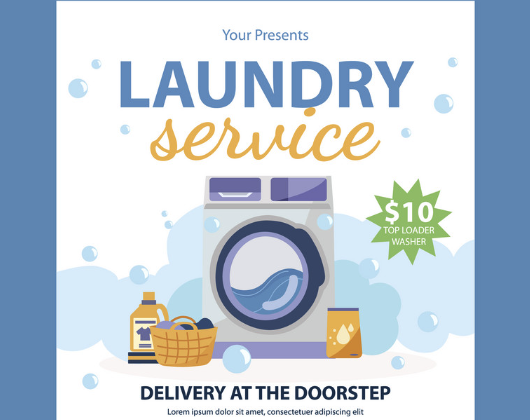 Your Presents
LAUNDRY
service
$10
TOP LOADER
WASHER
DELIVERY AT THE DOORSTEP
Lorem ipsum dolor sit amet, consectetuer adipiscing elit